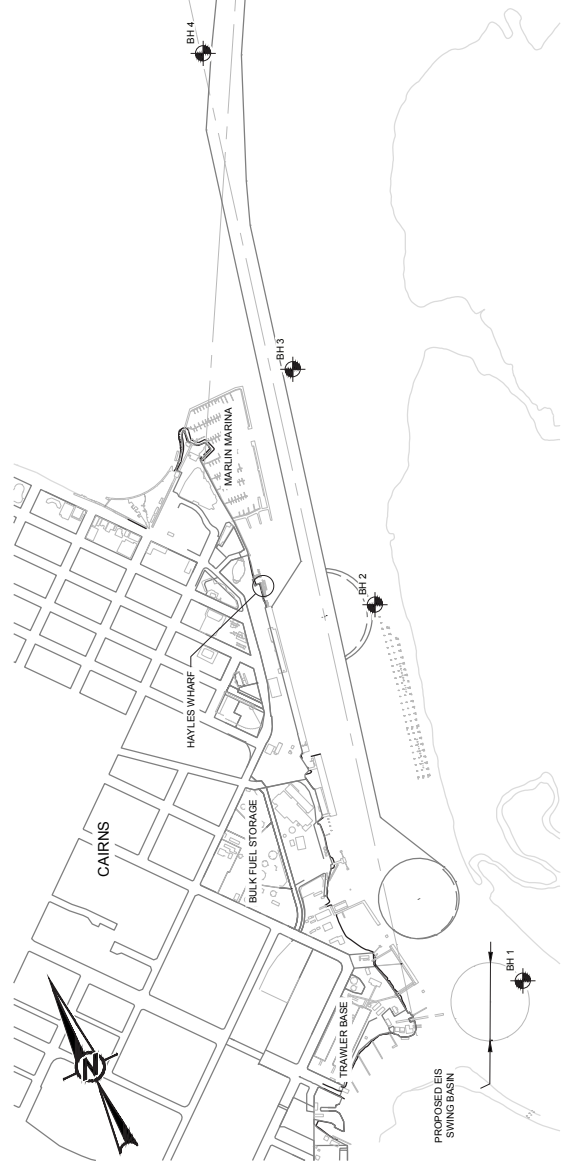 BH 4
BH 3
MARLIN MARINA
BH 2
HAYLES WHARF
BULK FUEL STORAGE
CAIRNS
BH 1
TRAWLER BASE
PROPOSED EIS
SWING BASIN
N